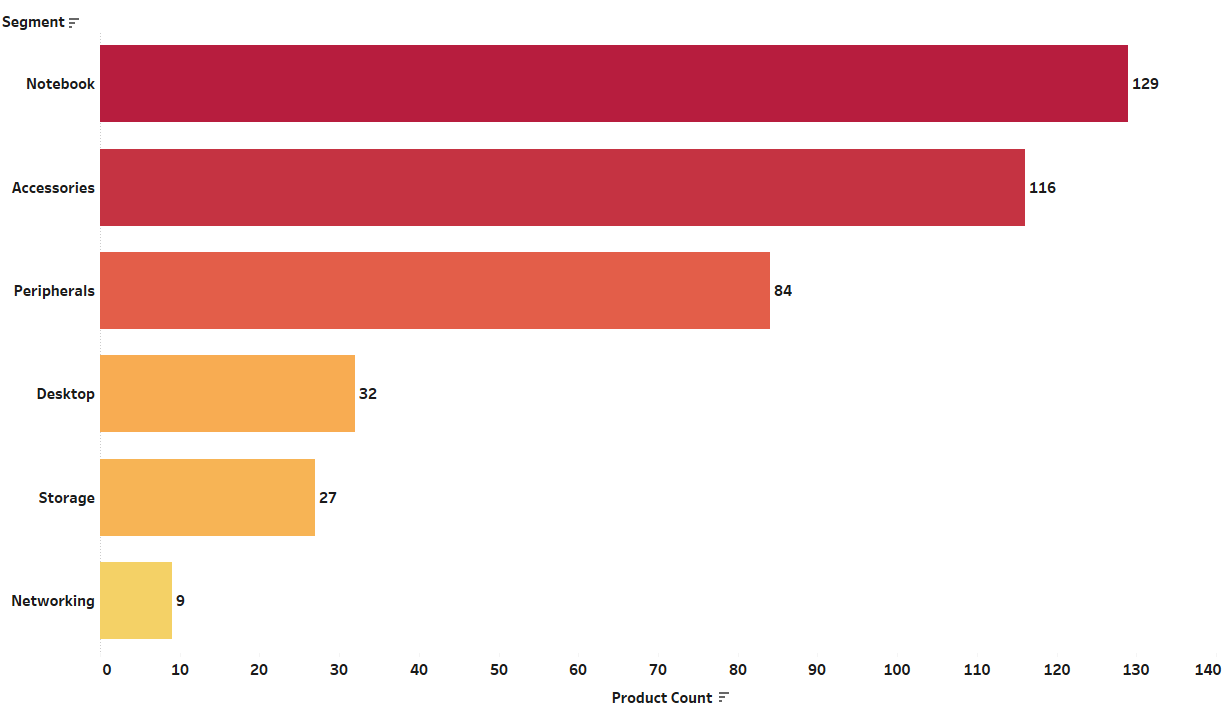 Segment
Notebook 129
Accessories 116
Peripherals 84
Desktop 32
Storage 27
Networking 9
0 10 20 30 40 50 60 70 80 90 100 110 120 130 140
Product Count